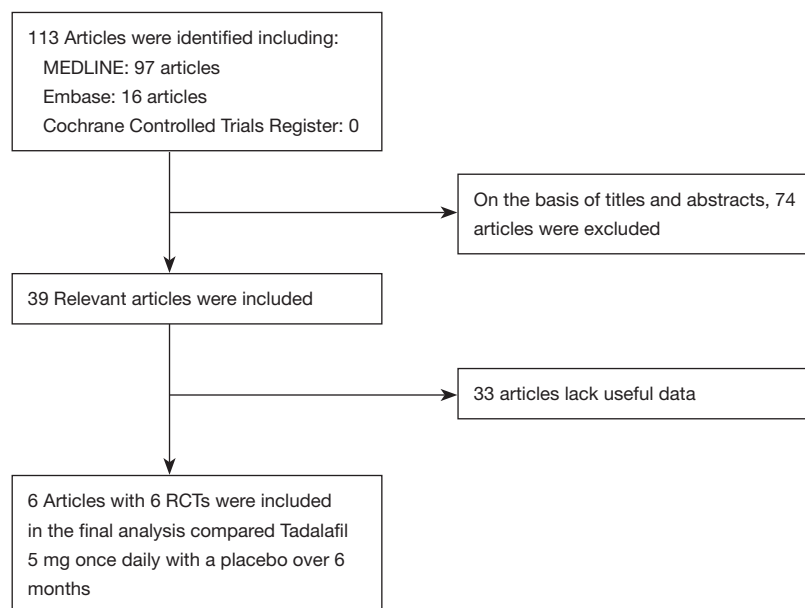 113 Articles were identified including:
MEDLINE: 97 articles
Embase: 16 articles
Cochrane Controlled Trials Register: 0
On the basis of titles and abstracts, 74
articles were excluded
39 Relevant articles were included
33 articles lack useful data
6 Articles with 6 RCTs were included
in the final analysis compared Tadalafil
5 mg once daily with a placebo over 6
months